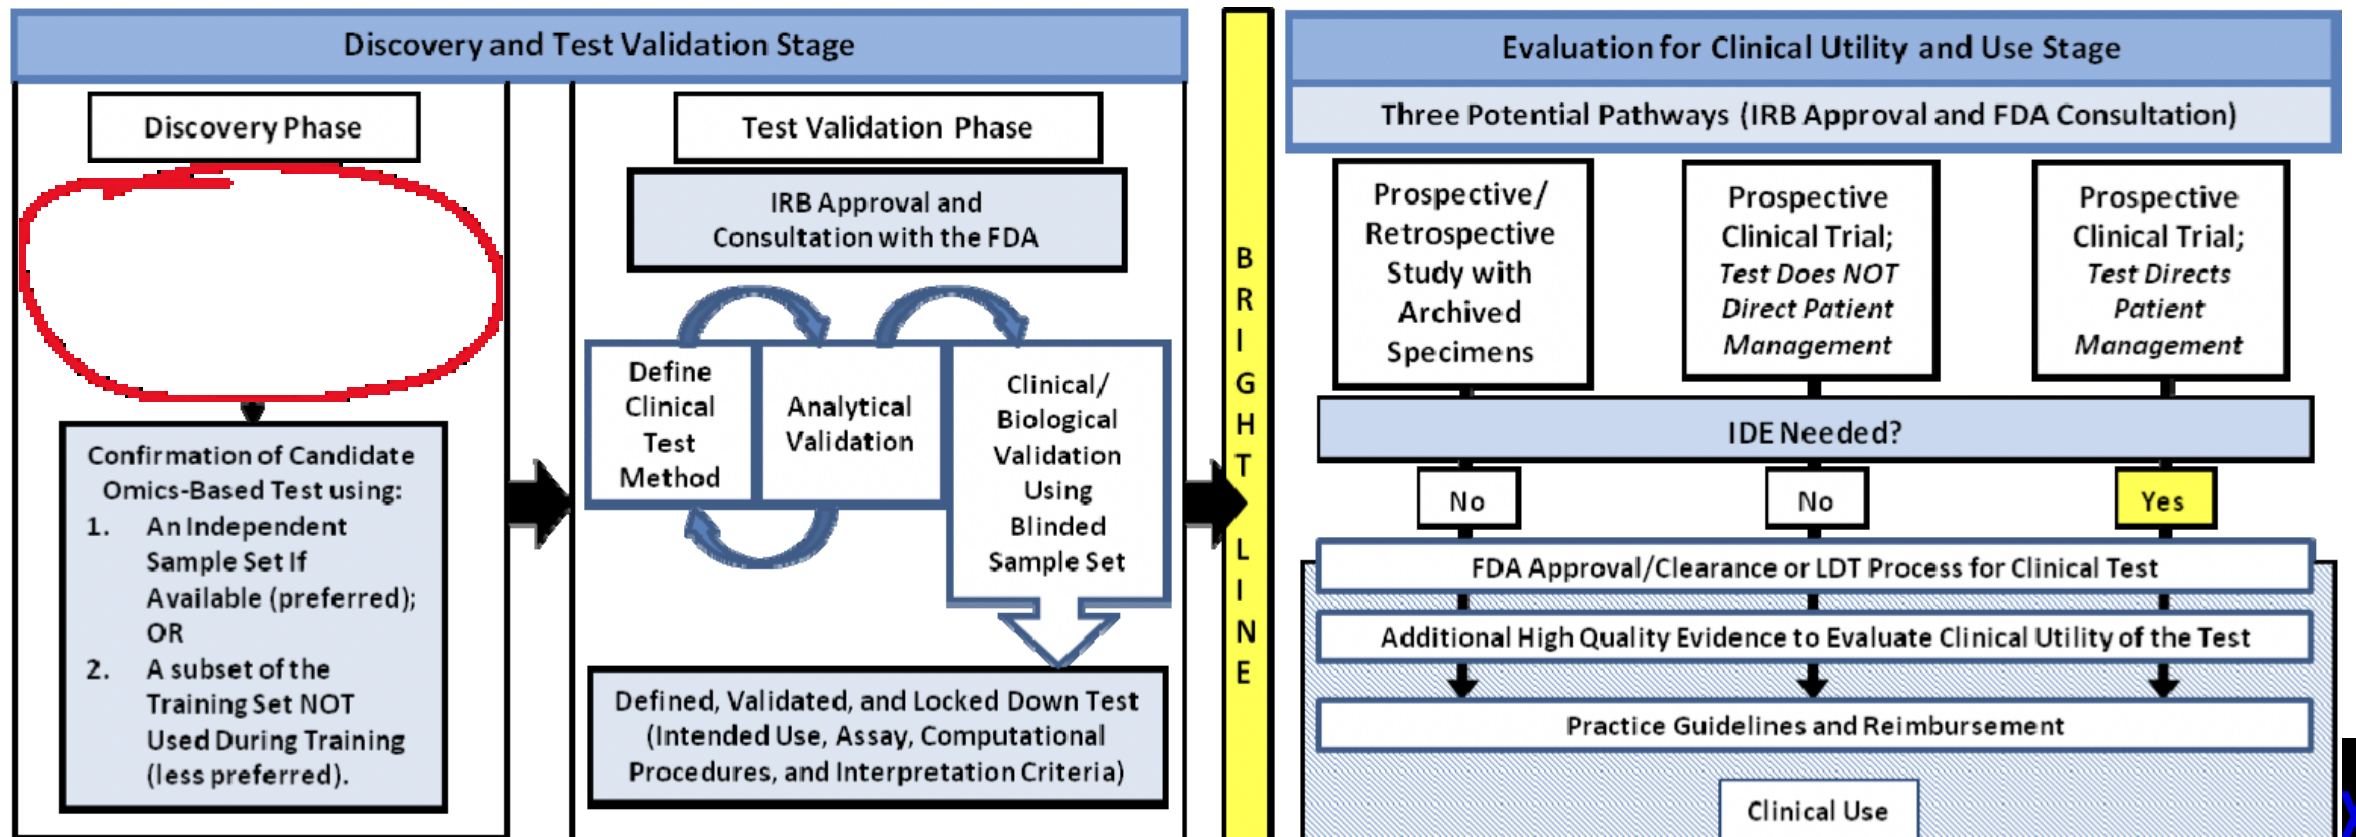 Discovery and Test Validation Stage
Discovery Phase
Confirmation of Candidate
Omics-Based Test using:
1. An Independent
Sample Set If
Available (preferred);
OR
2. A subset of the
Training Set NOT
Used During Training
(less preferred).
Test Validation Phase
IRB Approval and
Consultation with the FDA
Define
Clinical
Test
Method
Analytical
Validation
Clinical/
Biological
Validation
Using
Blinded
Sample Set
Defined, Validated, and Locked Down Test
(Intended Use, Assay, Computational
Procedures, and Interpretation Criteria)
B
R
I
G
H
T
L
I
N
E
Evaluation for Clinical Utility and Use Stage
Three Potential Pathways (IRB Approval and FDA Consultation)
Prospective/
Retrospective
Study with
Archived
Specimens
Prospective
Clinical Trial;
Test Does NOT
Direct Patient
Management
Prospective
Clinical Trial;
Test Directs
Patient
Management
IDE Needed?
No
No
Yes
FDA Approval/Clearance or LDT Process for Clinical Test
Additional High Quality Evidence to Evaluate Clinical Utility of the Test
Practice Guidelines and Reimbursement
Clinical Use